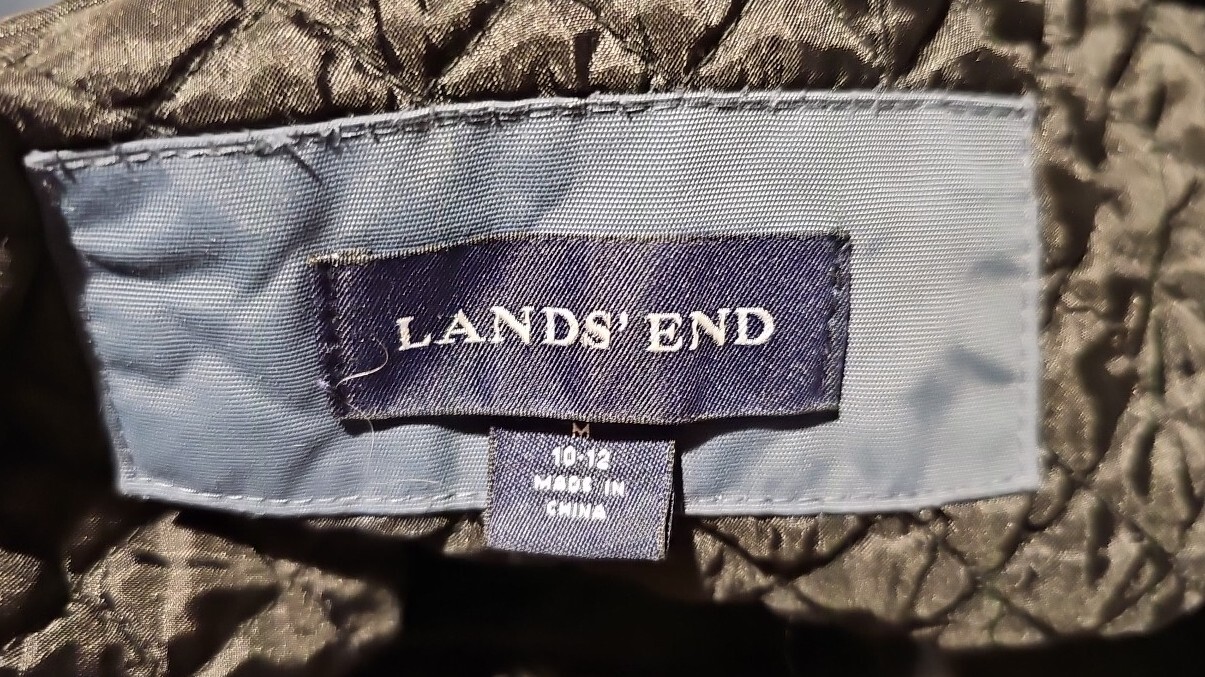 LANDS' END
M
10-12
MADE IN
CHINA